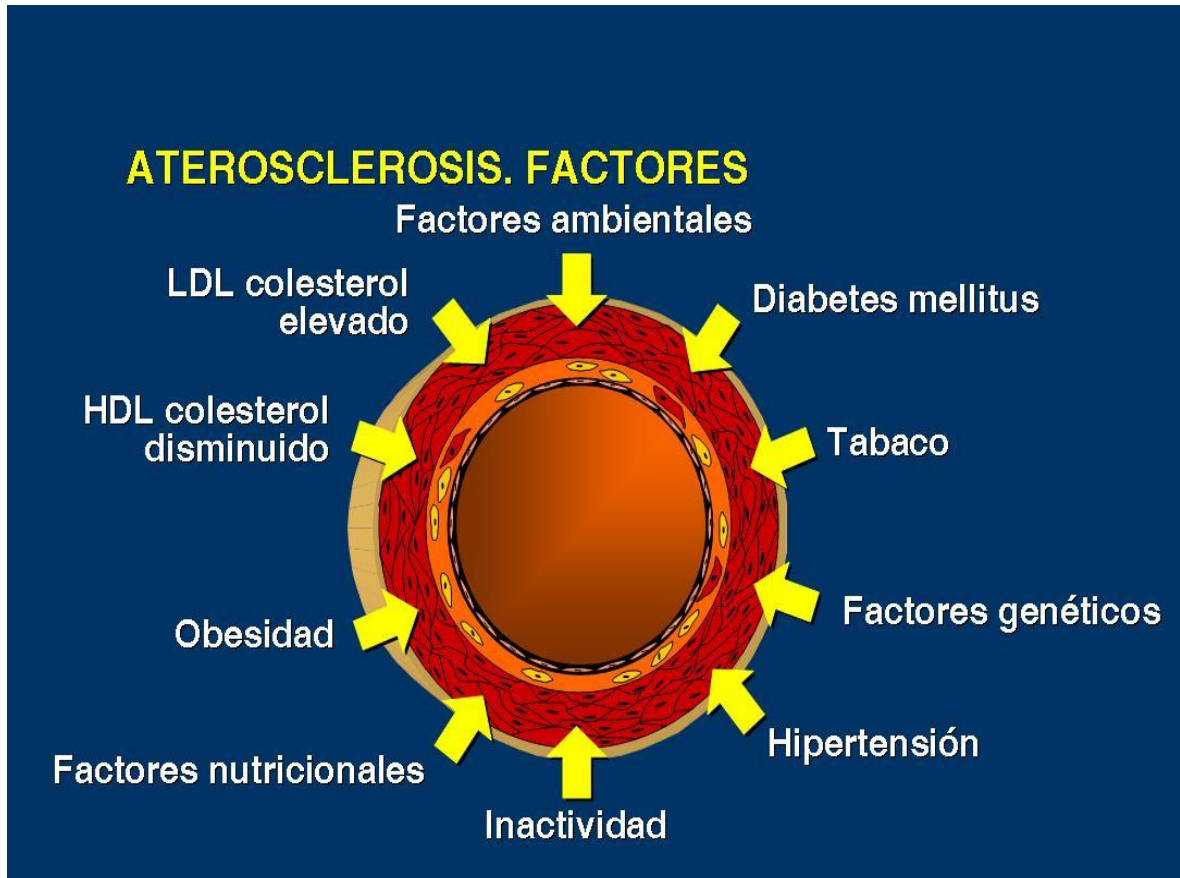 ATEROSCLEROSIS. FACTORES
Factores ambientales
LDL colesterol
elevado
Diabetes mellitus
HDL colesterol
disminuido
Tabaco
Obesidad
Factores genéticos
Factores nutricionales
Hipertensión
Inactividad